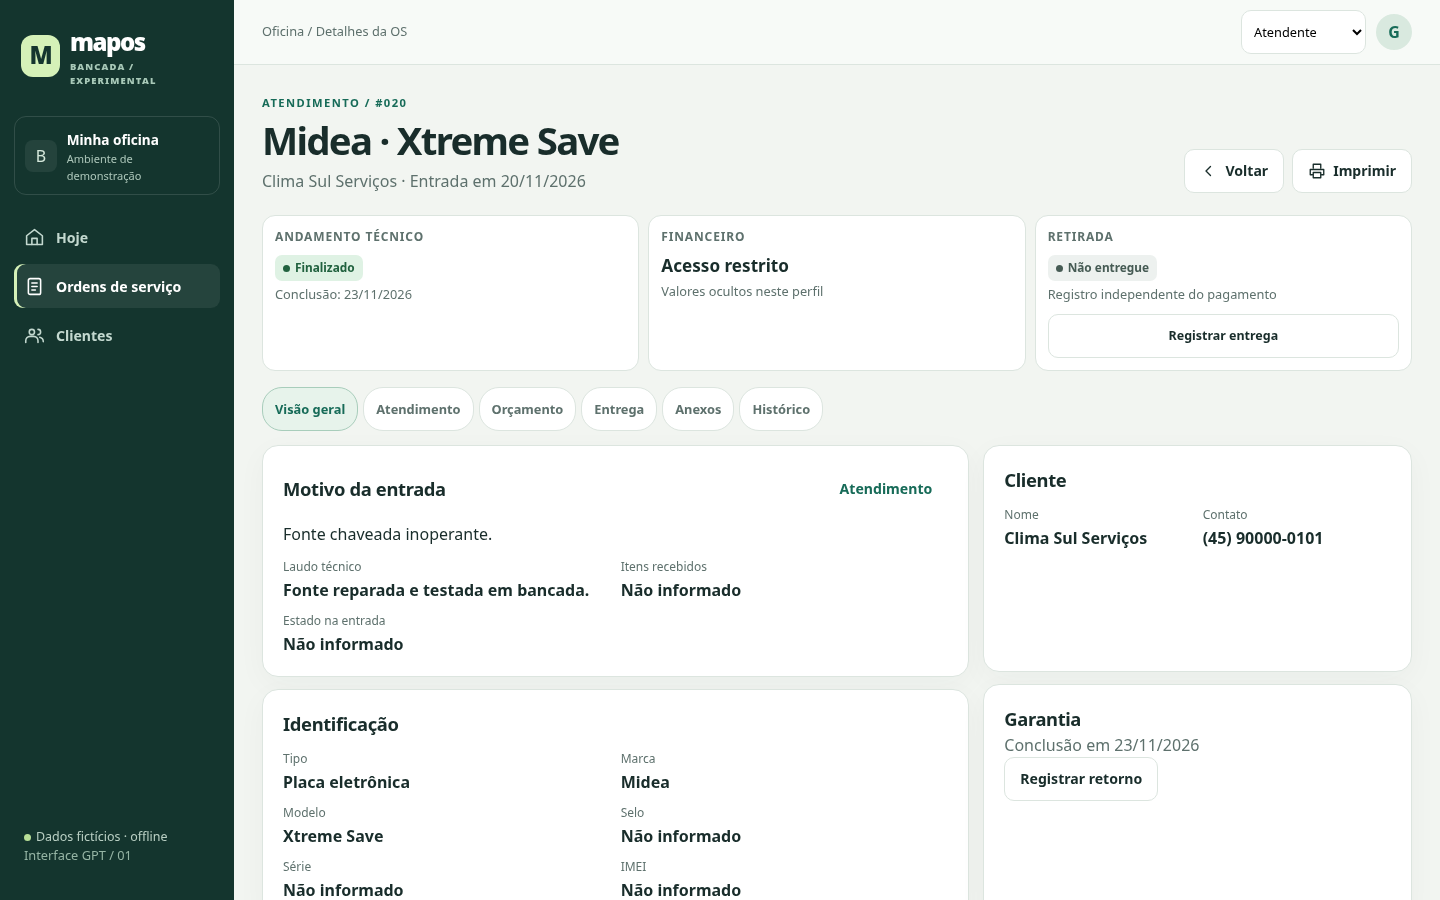 M
mapos
BANCADA /
EXPERIMENTAL
B
Minha oficina
Ambiente de
demonstração
Hoje
Ordens de serviço
Clientes
Dados fictícios · offline
Interface GPT / 01
Oficina / Detalhes da OS
Atendente
G
ATENDIMENTO / #020
Midea · Xtreme Save
Clima Sul Serviços · Entrada em 20/11/2026
Voltar
Imprimir
ANDAMENTO TÉCNICO
Finalizado
Conclusão: 23/11/2026
FINANCEIRO
Acesso restrito
Valores ocultos neste perfil
RETIRADA
Não entregue
Registro independente do pagamento
Registrar entrega
Visão geral
Atendimento
Orçamento
Entrega
Anexos
Histórico
Motivo da entrada
Atendimento
Fonte chaveada inoperante.
Laudo técnico
Fonte reparada e testada em bancada.
Itens recebidos
Não informado
Estado na entrada
Não informado
Cliente
Nome
Clima Sul Serviços
Contato
(45) 90000-0101
Identificação
Tipo
Placa eletrônica
Marca
Midea
Modelo
Xtreme Save
Selo
Não informado
Série
Não informado
IMEI
Não informado
Garantia
Conclusão em 23/11/2026
Registrar retorno